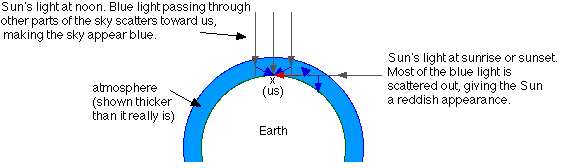 Sun's light at noon. Blue light passing through
other parts of the sky scatters toward us,
making the sky appear blue.
Sun's light at sunrise or sunset.
Most of the blue light is
scattered out, giving the Sun
a reddish appearance.
atmosphere
(shown thicker
than it really is)
x
(us)
Earth